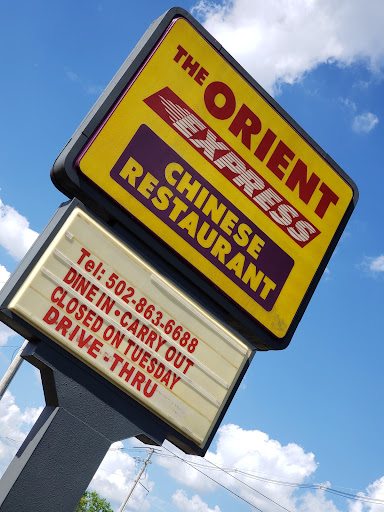 THE ORIENT
EXPRESS
CHINESE
RESTAURANT
Tel: 502-863-6688
DINE IN • CARRY OUT
CLOSED ON TUESDAY
DRIVE-THRU